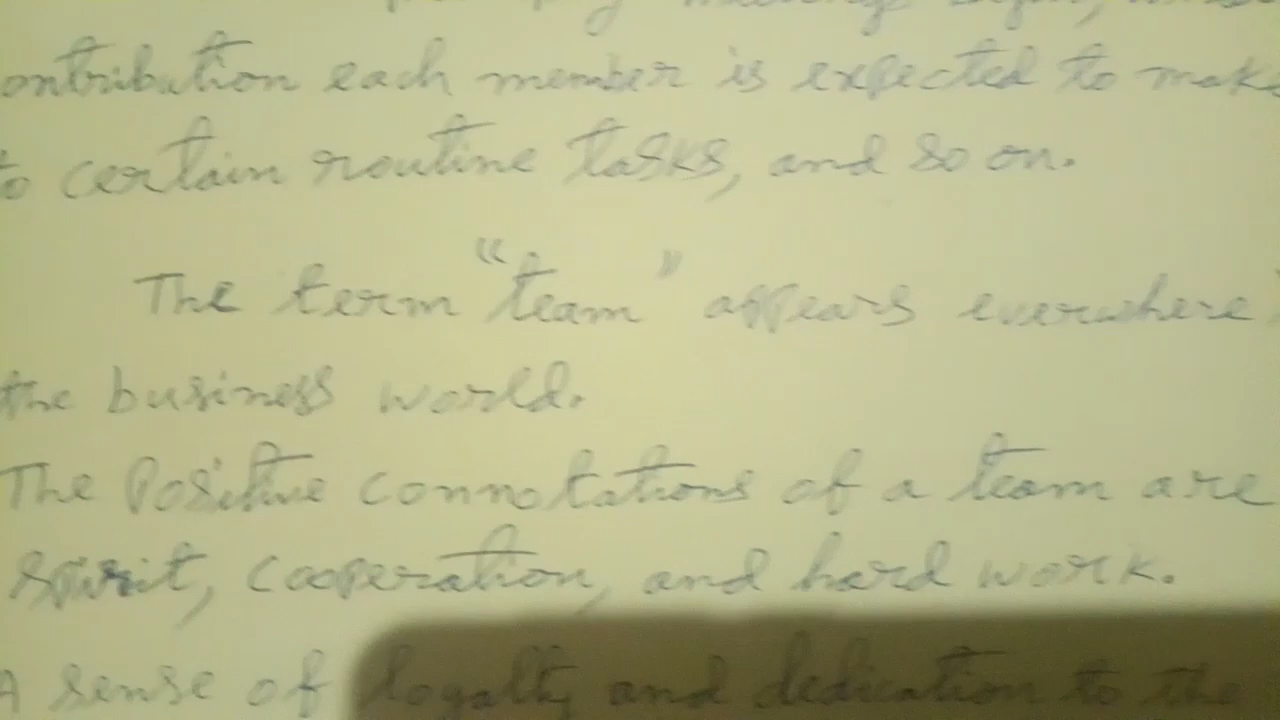 ontribution each member is expected to make
to certain routine tasks, and so on.
The term "team" appears everwhere
the business world.
The Positive connotations of a team are
spirit, cooperation, and hard work.
A sense of loyalty and dedication to the